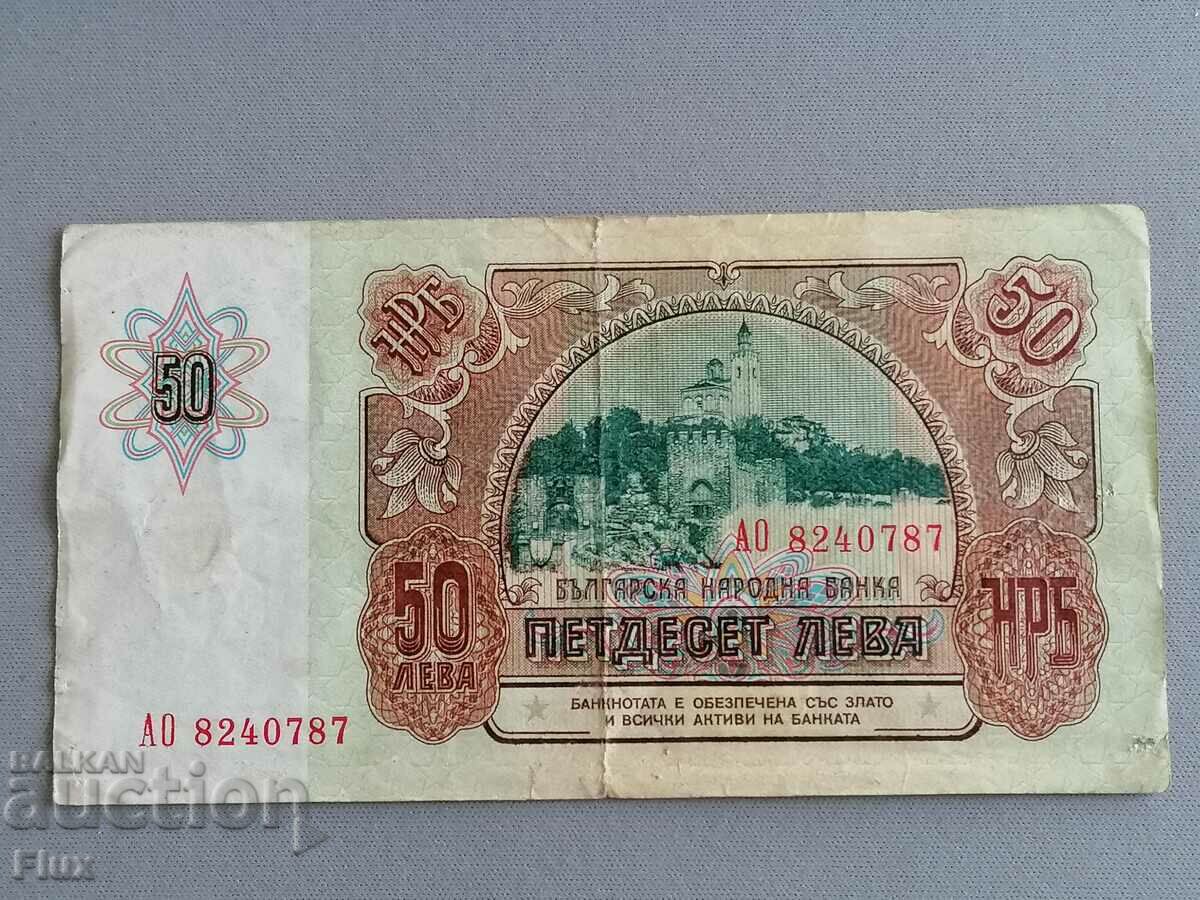 50
НРБ
50
АО 8240787
БЪЛГАРСКА НАРОДНА БАНКА
ПЕТДЕСЕТ ЛЕВА
50
ЛЕВА
НРБ
БАНКНОТАТА Е ОБЕЗПЕЧЕНА СЪС ЗЛАТО
И ВСИЧКИ АКТИВИ НА БАНКАТА
АО 8240787
BALKAN
auction
Flux